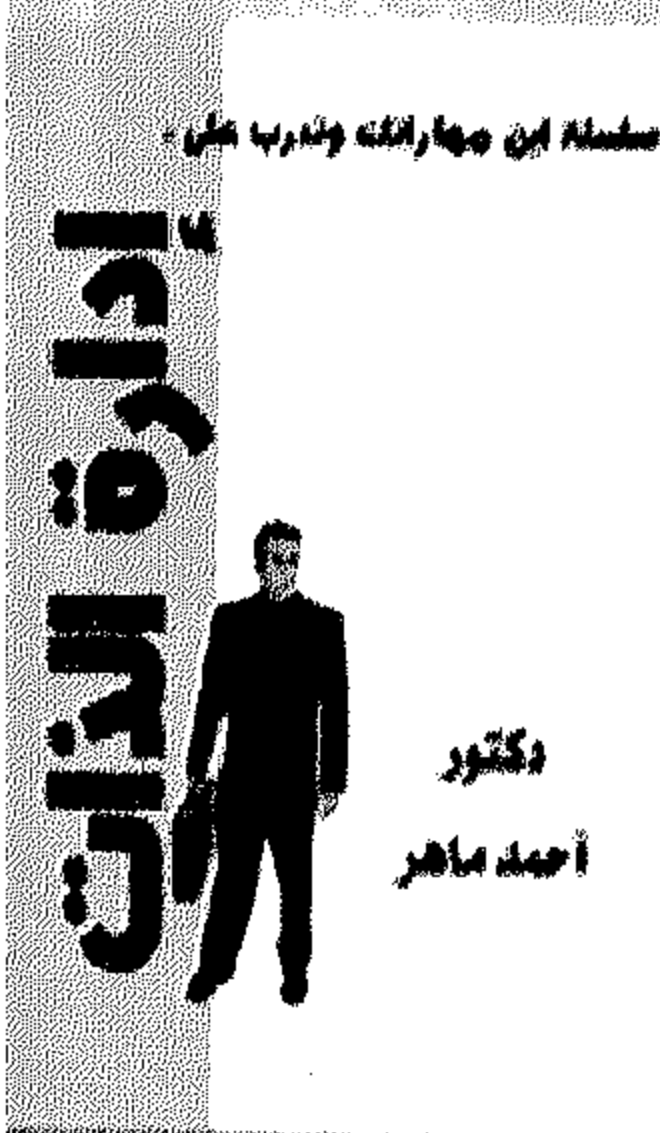 سلسلة ابن مهاراتك وتدرب على -
إدارة الذات
دكتور
أحمد ماهر